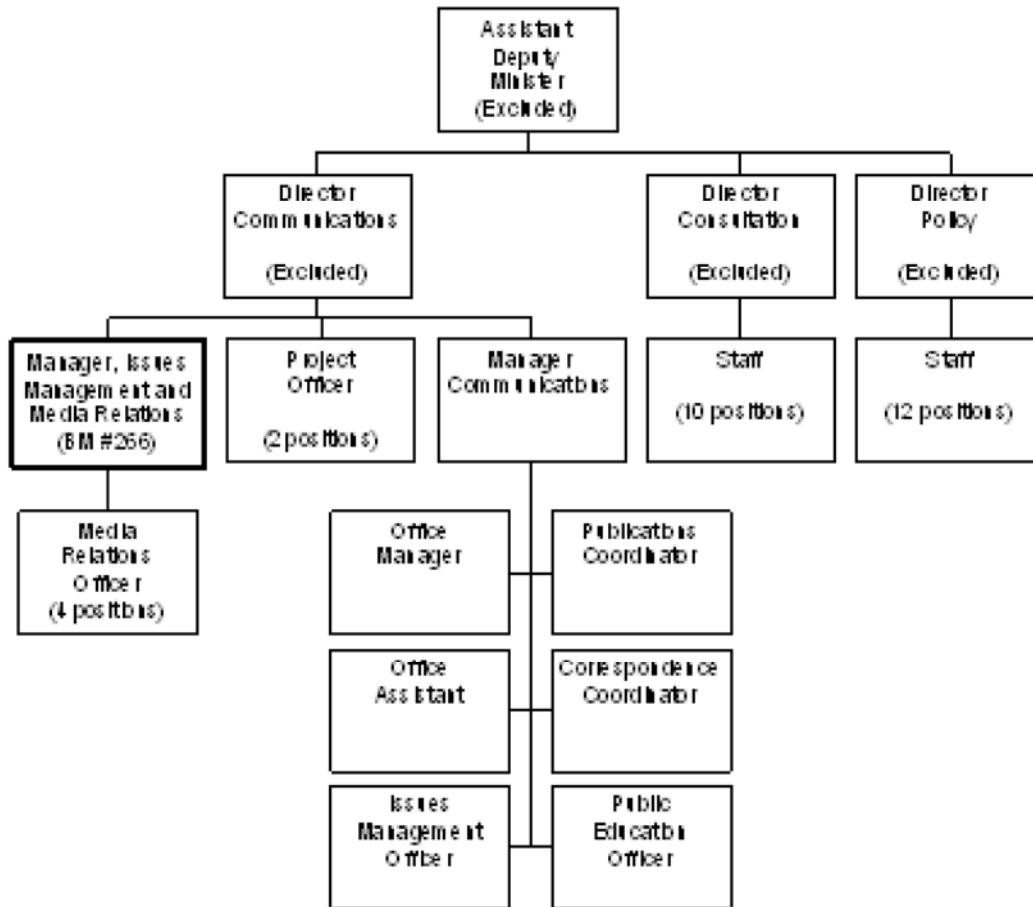 Assistant
Deputy
Minister
(Excluded)
Director
Communications
(Excluded)
Director
Consultation
(Excluded)
Director
Policy
(Excluded)
Manager, Issues
Management and
Media Relations
(BM #266)
Project
Officer
(2 positions)
Manager
Communications
Staff
(10 positions)
Staff
(12 positions)
Media
Relations
Officer
(4 positions)
Office
Manager
Publications
Coordinator
Office
Assistant
Correspondence
Coordinator
Issues
Management
Officer
Public
Education
Officer